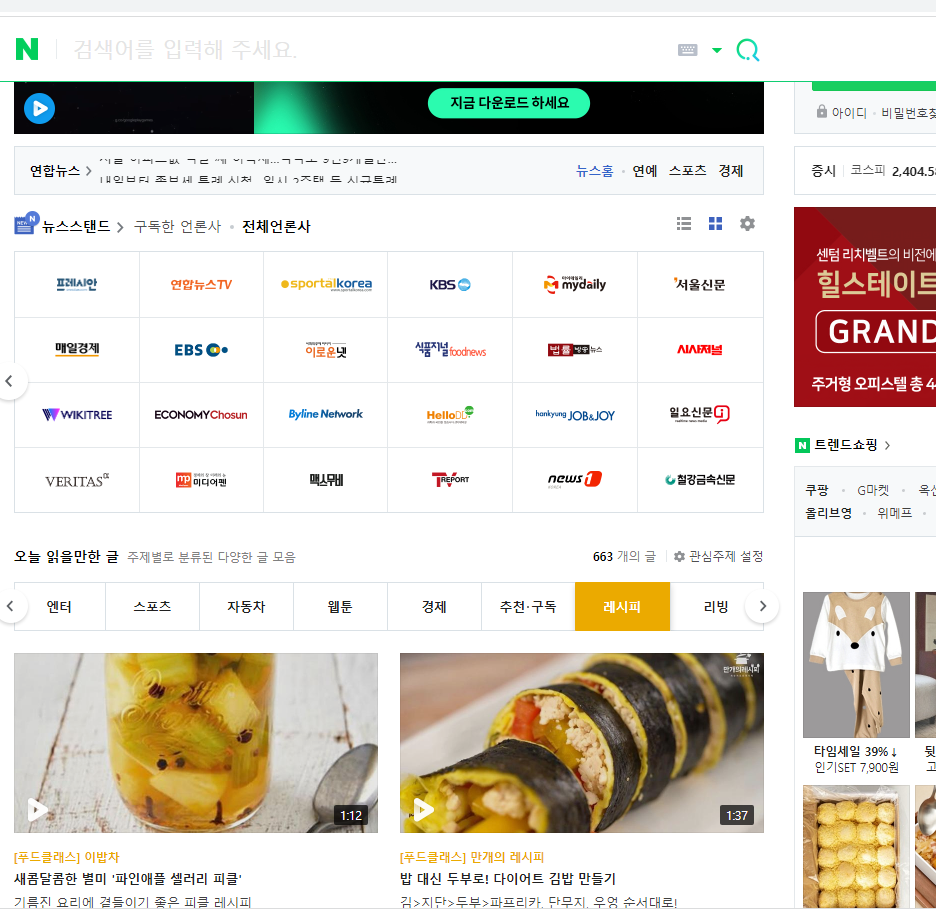 N 검색어를 입력해 주세요.
지금 다운로드 하세요
아이디 · 비밀번호찾
연합뉴스 >
뉴스홈 · 연예 스포츠 경제
증시 코스피 2,404.5
NEW N 뉴스스탠드 > 구독한 언론사 · 전체언론사
프레시안 연합뉴스TV sportalkorea www.sportalkorea.com KBS 마이데일리 mydaily 서울신문
매일경제 EBS 이로운넷 식품저널 foodnews 법률방송뉴스 시사저널
WIKITREE ECONOMYChosun Byline Network HelloDD hankyung JOB&JOY 일요신문
VERITAS α mp 미디어펜 맥스무비 TVREPORT news1 철강금속신문
센텀 리치벨트의 비전에
힐스테이트
GRAND
주거형 오피스텔 총 4
N 트렌드쇼핑 >
쿠팡 · G마켓 · 옥션
올리브영 · 위메프 ·
오늘 읽을만한 글 주제별로 분류된 다양한 글 모음
663 개의 글 관심주제 설정
엔터 스포츠 자동차 웹툰 경제 추천·구독 레시피 리빙
만개의레시피
1:12
1:37
타임세일 39%↓
인기SET 7,900원
[푸드클래스] 이밥차
새콤달콤한 별미 '파인애플 셀러리 피클'
기름진 요리에 곁들이기 좋은 피클 레시피
[푸드클래스] 만개의 레시피
밥 대신 두부로! 다이어트 김밥 만들기
김>지단>두부>파프리카, 단무지, 우엉 순서대로!